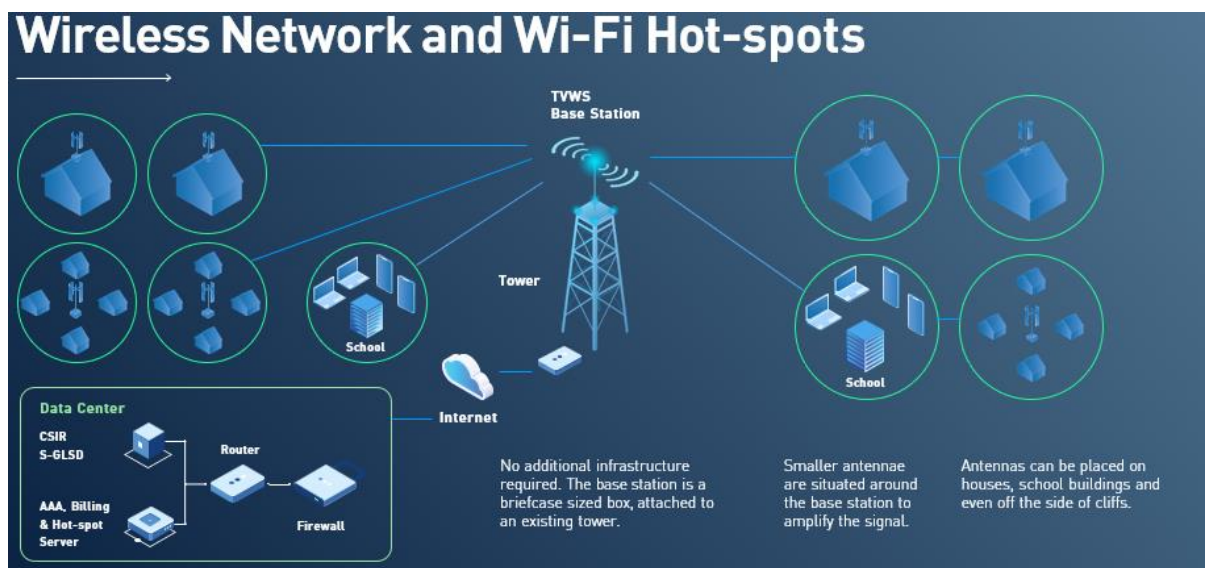 Wireless Network and Wi-Fi Hot-spots
TVWS
Base Station
Tower
School
School
Internet
Data Center
CSIR
S-GLSD
Router
AAA, Billing
& Hot-spot
Server
Firewall
No additional infrastructure
required. The base station is a
briefcase sized box, attached to
an existing tower.
Smaller antennae
are situated around
the base station to
amplify the signal.
Antennas can be placed on
houses, school buildings and
even off the side of cliffs.